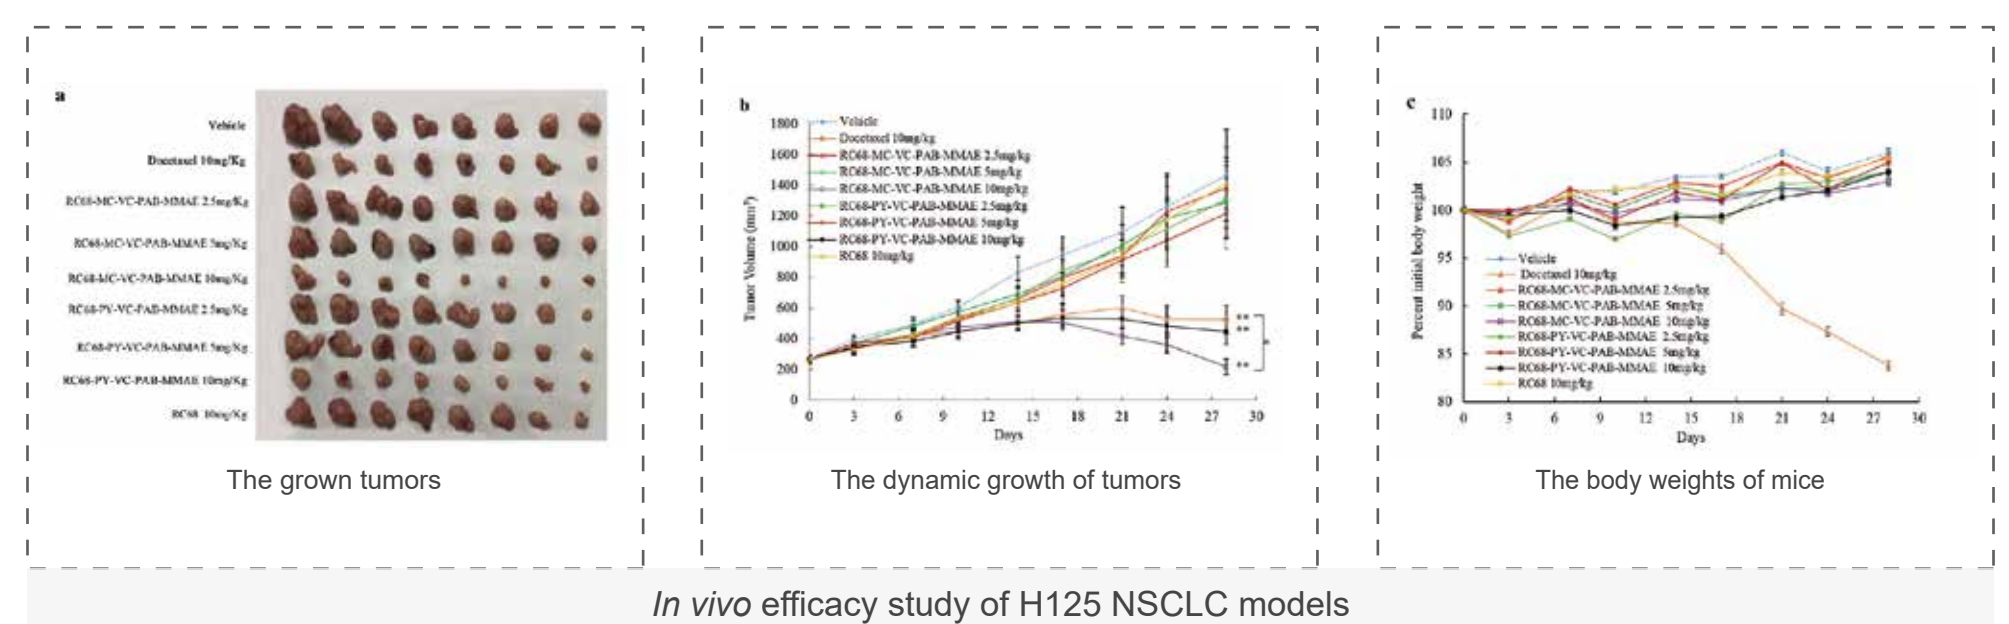 a
Vehicle
Docetaxel 10mg/Kg
RC68-MC-VC-PAB-MMAE 2.5mg/Kg
RC68-MC-VC-PAB-MMAE 5mg/Kg
RC68-MC-VC-PAB-MMAE 10mg/Kg
RC68-PY-VC-PAB-MMAE 2.5mg/Kg
RC68-PY-VC-PAB-MMAE 5mg/Kg
RC68-PY-VC-PAB-MMAE 10mg/Kg
RC68 10mg/Kg
The grown tumors
b
Tumor Volume (mm³)
1800
1600
1400
1200
1000
800
600
400
200
0
Vehicle
Docetaxel 10mg/kg
RC68-MC-VC-PAB-MMAE 2.5mg/kg
RC68-MC-VC-PAB-MMAE 5mg/kg
RC68-MC-VC-PAB-MMAE 10mg/kg
RC68-PY-VC-PAB-MMAE 2.5mg/kg
RC68-PY-VC-PAB-MMAE 5mg/kg
RC68-PY-VC-PAB-MMAE 10mg/kg
RC68 10mg/kg
**
**
**
*
0 3 6 9 12 15 18 21 24 27 30
Days
The dynamic growth of tumors
c
Percent initial body weight
110
105
100
95
90
85
80
Vehicle
Docetaxel 10mg/kg
RC68-MC-VC-PAB-MMAE 2.5mg/kg
RC68-MC-VC-PAB-MMAE 5mg/kg
RC68-MC-VC-PAB-MMAE 10mg/kg
RC68-PY-VC-PAB-MMAE 2.5mg/kg
RC68-PY-VC-PAB-MMAE 5mg/kg
RC68-PY-VC-PAB-MMAE 10mg/kg
RC68 10mg/kg
0 3 6 9 12 15 18 21 24 27 30
Days
The body weights of mice
In vivo efficacy study of H125 NSCLC models